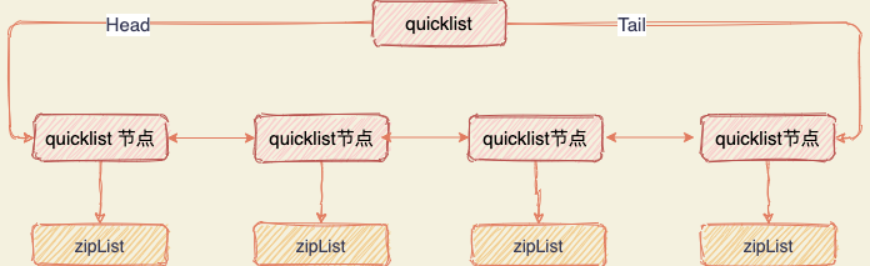 quicklist
Head
Tail
quicklist 节点
quicklist节点
quicklist节点
quicklist节点
zipList
zipList
zipList
zipList